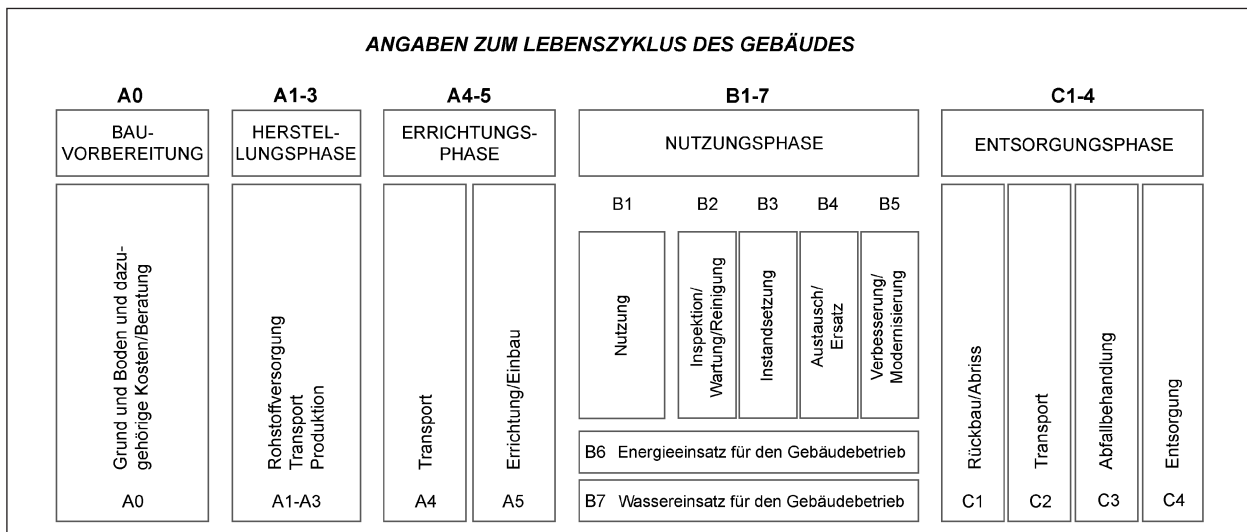 ANGABEN ZUM LEBENSZYKLUS DES GEBÄUDES
A0
BAU-
VORBEREITUNG
Grund und Boden und dazu-
gehörige Kosten/Beratung
A0
A1-3
HERSTEL-
LUNGSPHASE
Rohstoffversorgung
Transport
Produktion
A1-A3
A4-5
ERRICHTUNGS-
PHASE
Transport
A4
Errichtung/Einbau
A5
B1-7
NUTZUNGSPHASE
B1
Nutzung
B2
Inspektion/
Wartung/Reinigung
B3
Instandsetzung
B4
Austausch/
Ersatz
B5
Verbesserung/
Modernisierung
B6 Energieeinsatz für den Gebäudebetrieb
B7 Wassereinsatz für den Gebäudebetrieb
C1-4
ENTSORGUNGSPHASE
Rückbau/Abriss
C1
Transport
C2
Abfallbehandlung
C3
Entsorgung
C4